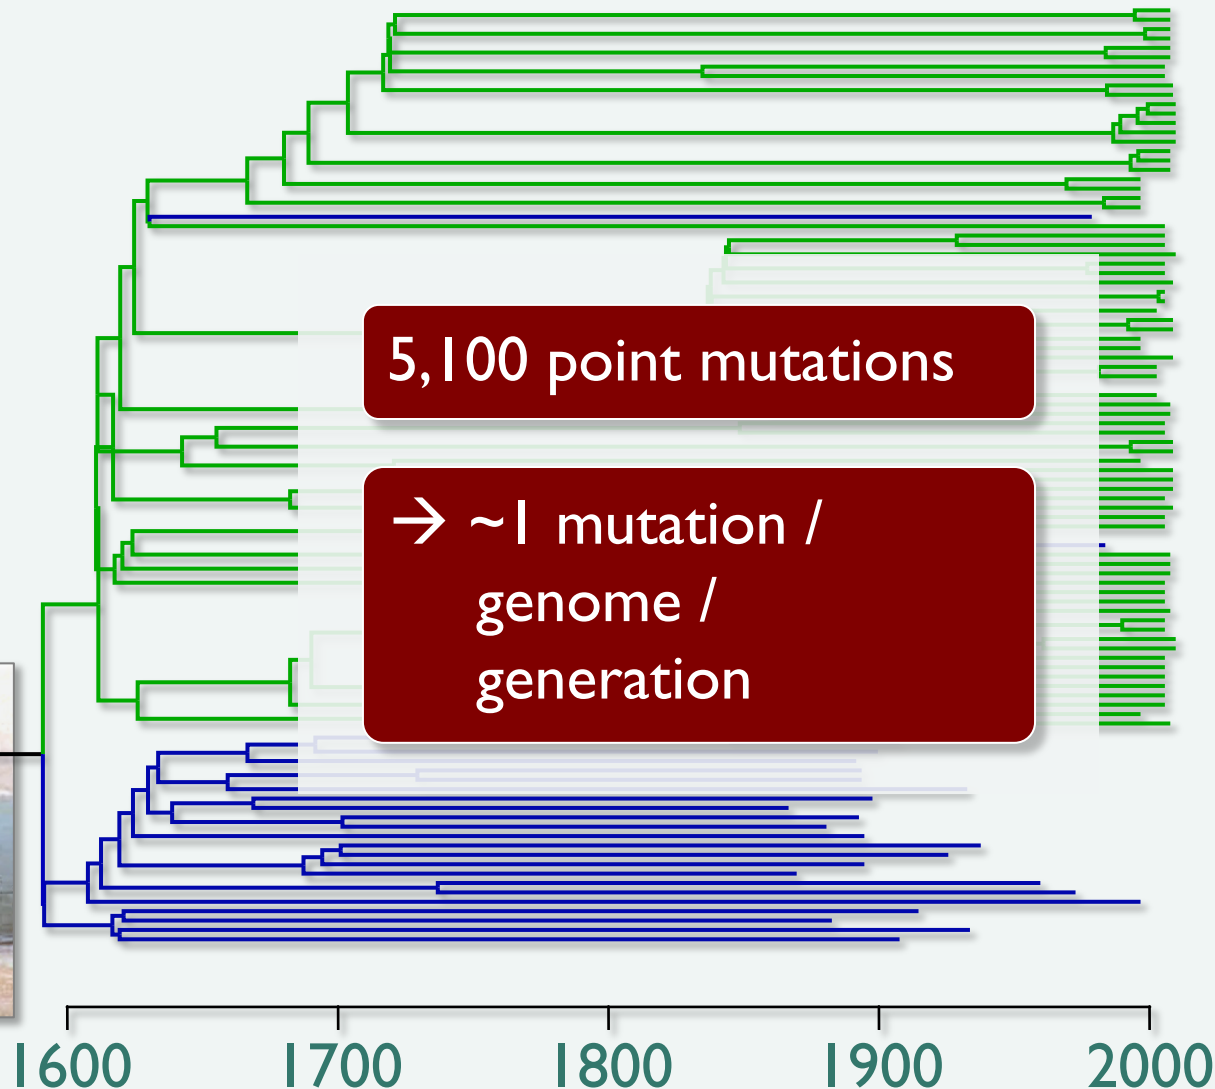 5,100 point mutations
→ ~1 mutation /
genome /
generation
1600 1700 1800 1900 2000